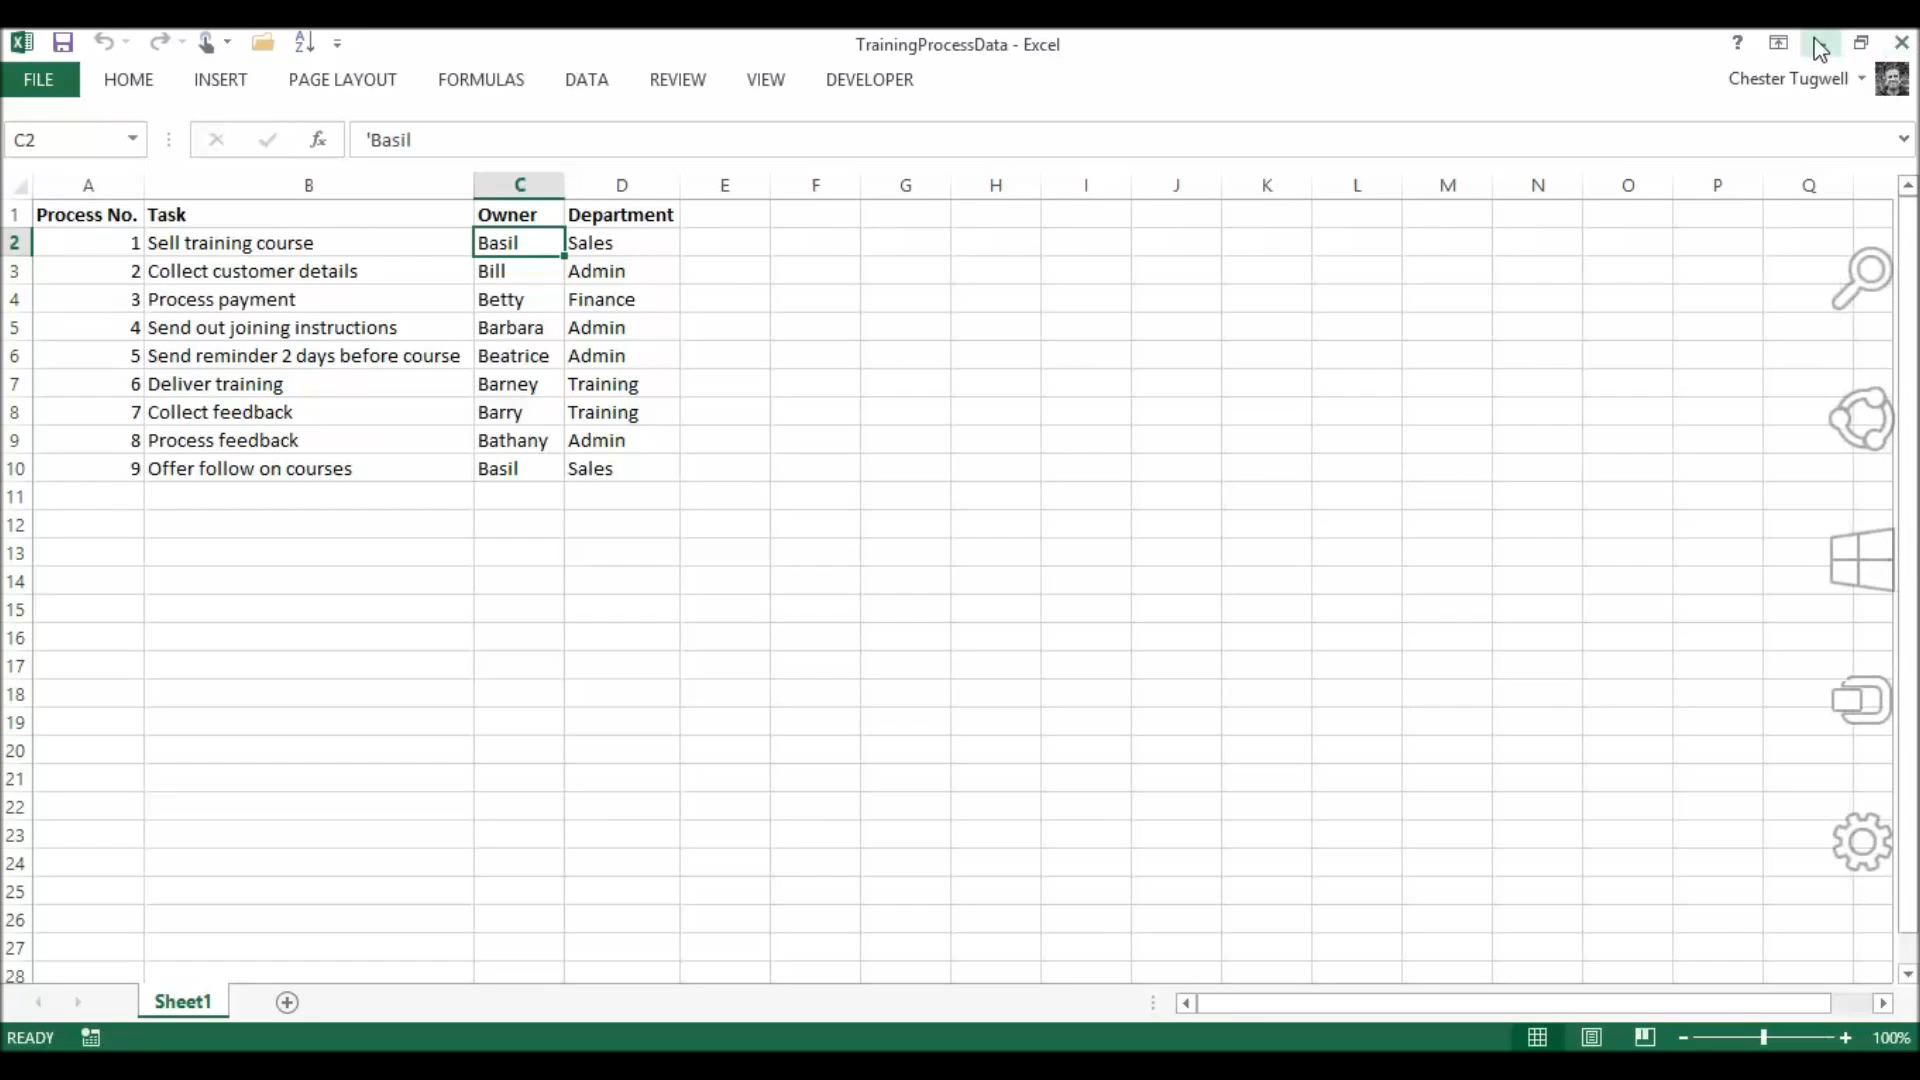 TrainingProcessData - Excel
?
FILE HOME INSERT PAGE LAYOUT FORMULAS DATA REVIEW VIEW DEVELOPER
Chester Tugwell
C2 fx 'Basil
A B C D E F G H I J K L M N O P Q
1 Process No. Task Owner Department
2 1 Sell training course Basil Sales
3 2 Collect customer details Bill Admin
4 3 Process payment Betty Finance
5 4 Send out joining instructions Barbara Admin
6 5 Send reminder 2 days before course Beatrice Admin
7 6 Deliver training Barney Training
8 7 Collect feedback Barry Training
9 8 Process feedback Bathany Admin
10 9 Offer follow on courses Basil Sales
11
12
13
14
15
16
17
18
19
20
21
22
23
24
25
26
27
28
Sheet1
READY
100%